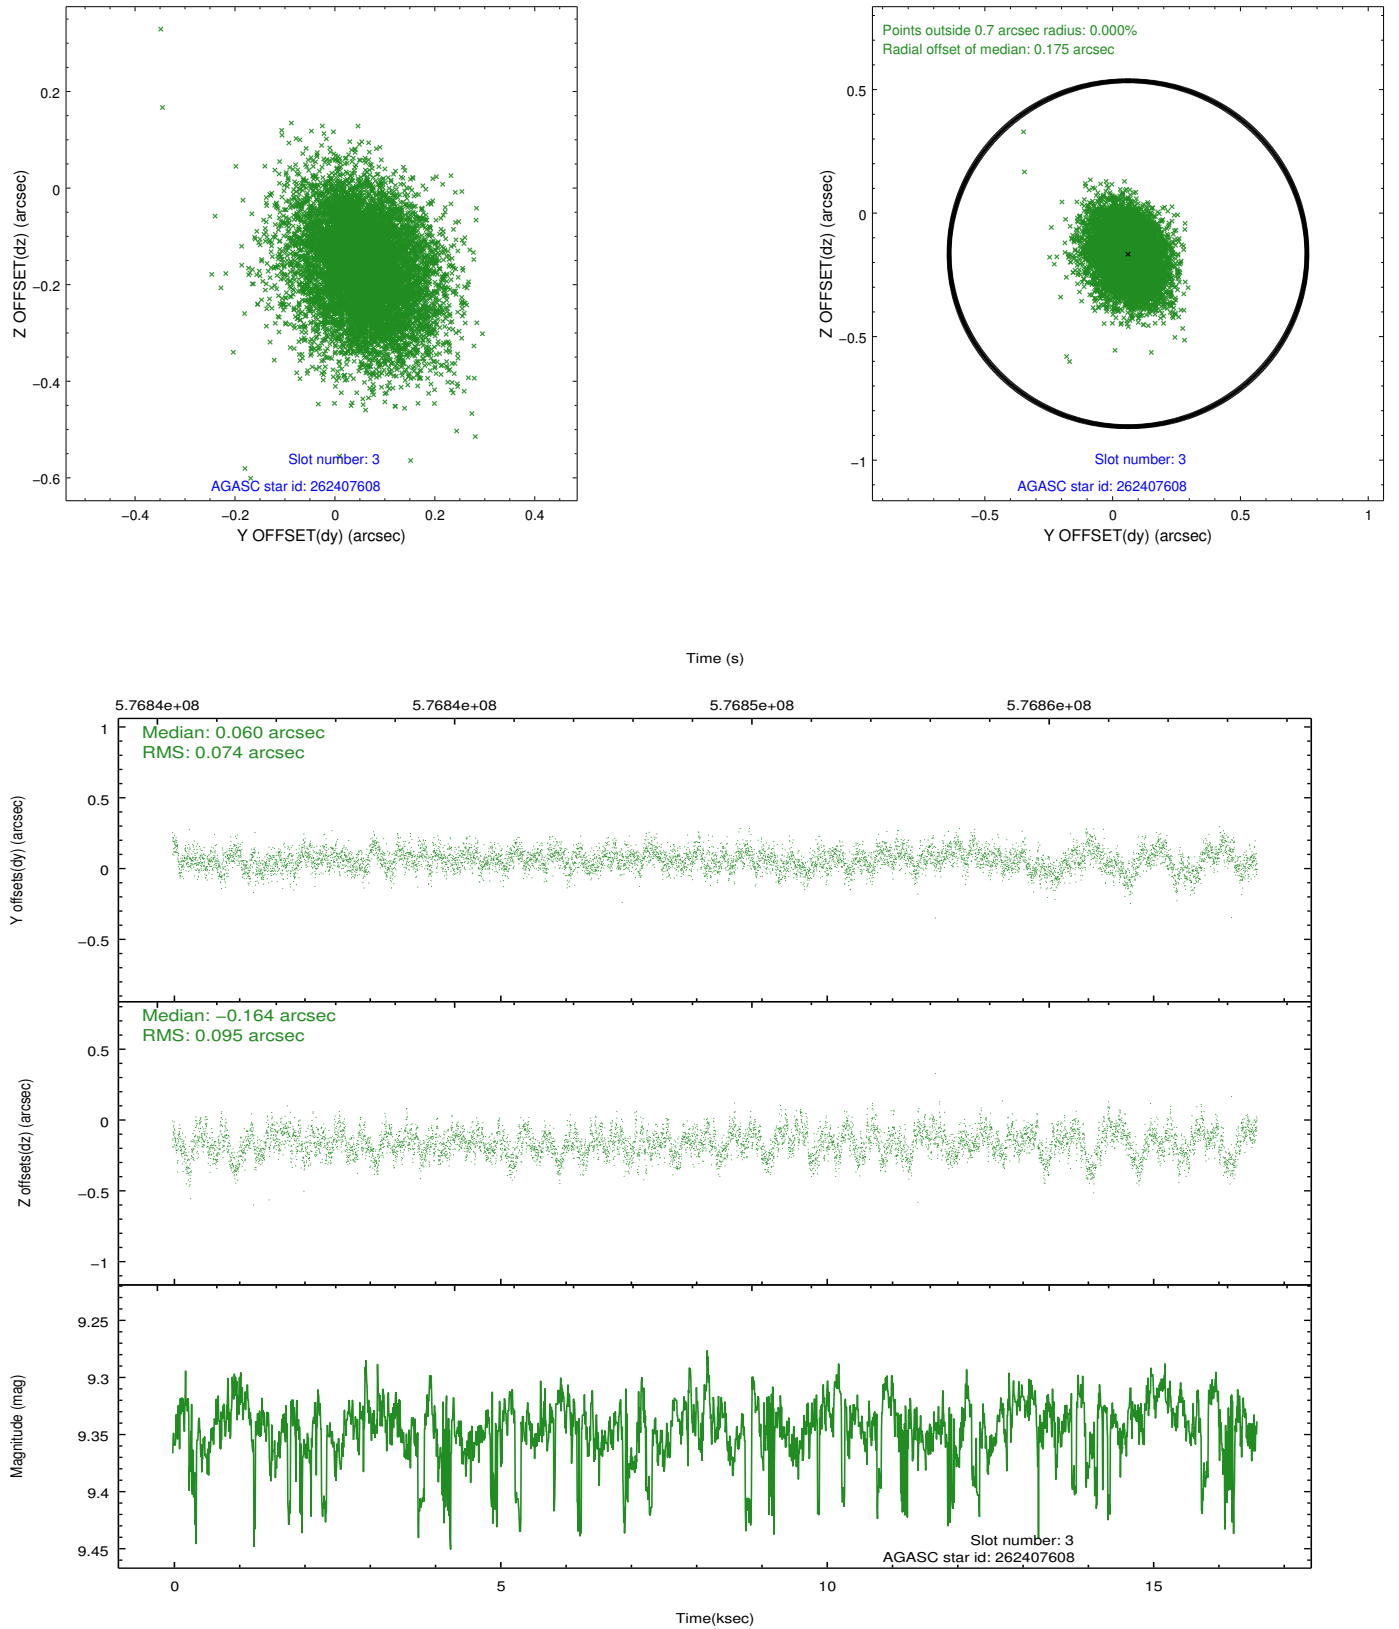 0.2
0
−0.2
−0.4
−0.6
Z OFFSET(dz) (arcsec)
Slot number: 3
AGASC star id: 262407608
−0.4
−0.2
0
0.2
0.4
Y OFFSET(dy) (arcsec)
Points outside 0.7 arcsec radius: 0.000%
Radial offset of median: 0.175 arcsec
0.5
0
−0.5
−1
Z OFFSET(dz) (arcsec)
Slot number: 3
AGASC star id: 262407608
−0.5
0
0.5
1
Y OFFSET(dy) (arcsec)
Time (s)
5.7684e+08
5.7684e+08
5.7685e+08
5.7686e+08
Median: 0.060 arcsec
RMS: 0.074 arcsec
1
0.5
0
−0.5
Y offsets(dy) (arcsec)
Median: −0.164 arcsec
RMS: 0.095 arcsec
0.5
0
−0.5
−1
Z offsets(dz) (arcsec)
9.25
9.3
9.35
9.4
9.45
Magnitude (mag)
Slot number: 3
AGASC star id: 262407608
0
5
10
15
Time(ksec)